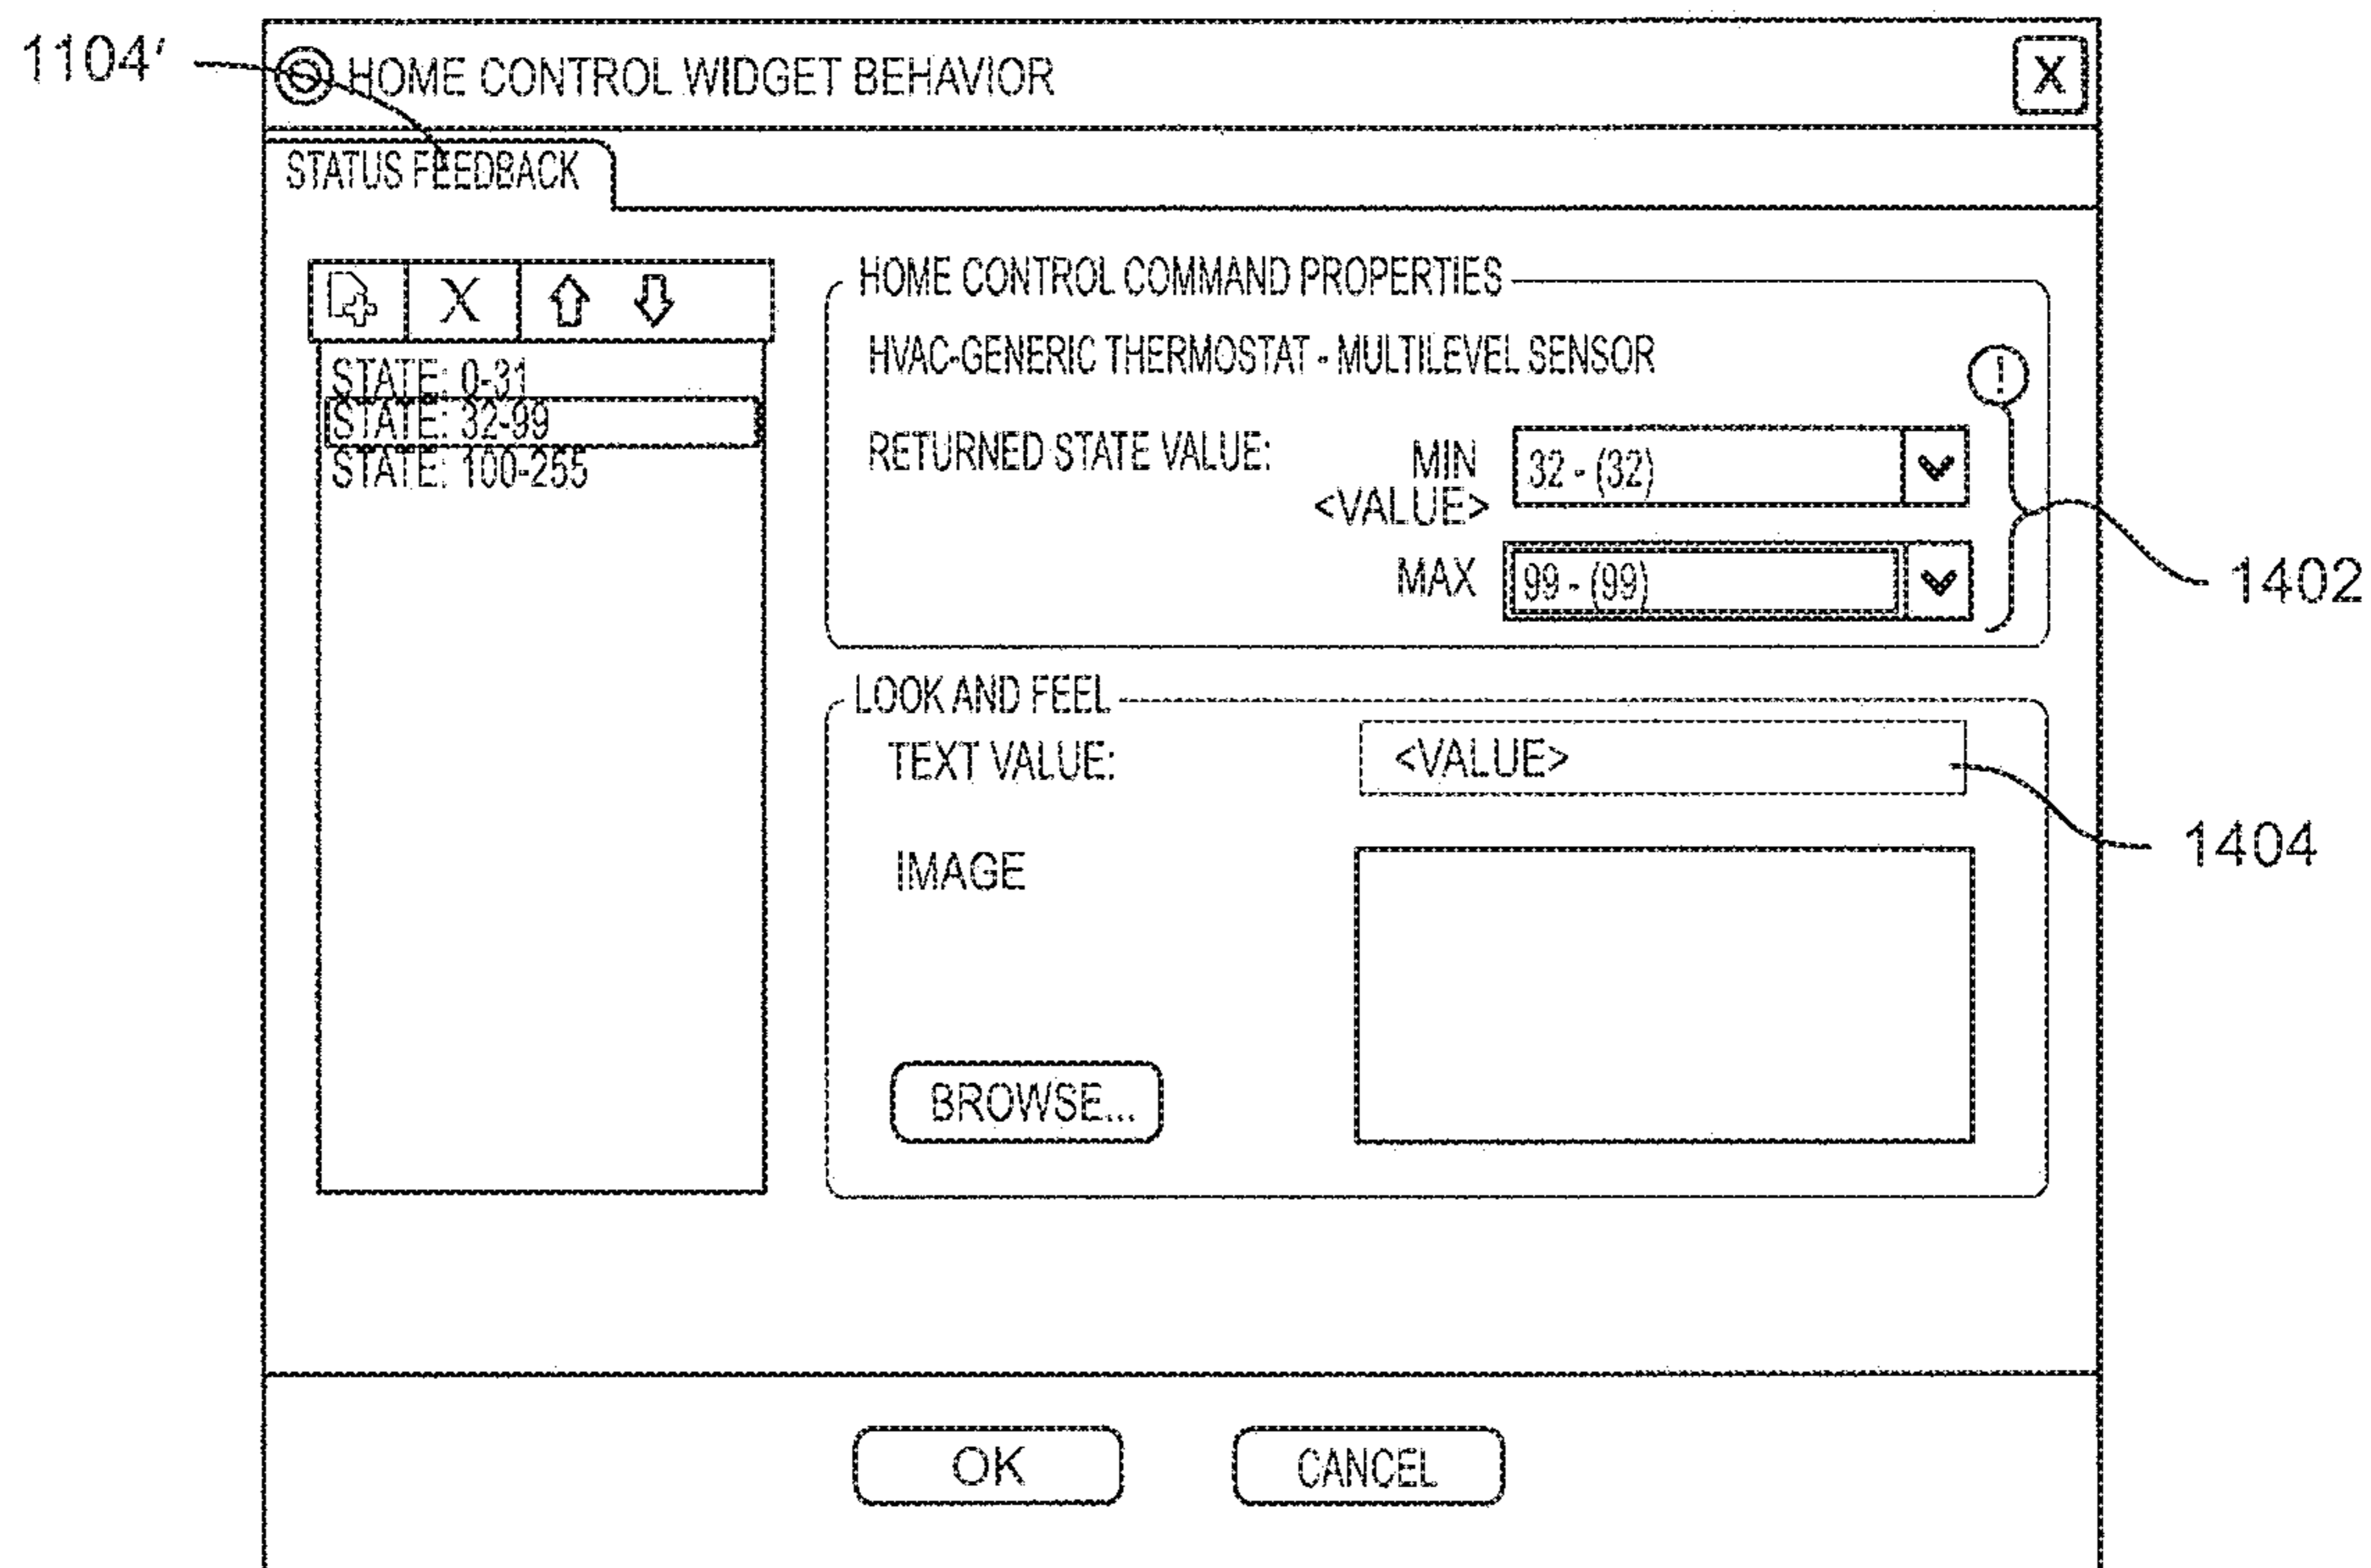 1104′
HOME CONTROL WIDGET BEHAVIOR
X
STATUS FEEDBACK
X
STATE: 0-31
STATE: 32-99
STATE: 100-255
HOME CONTROL COMMAND PROPERTIES
HVAC-GENERIC THERMOSTAT - MULTILEVEL SENSOR
!
RETURNED STATE VALUE:
MIN
32 - (32)
<VALUE>
MAX
99 - (99)
1402
LOOK AND FEEL
TEXT VALUE:
<VALUE>
1404
IMAGE
BROWSE...
OK
CANCEL